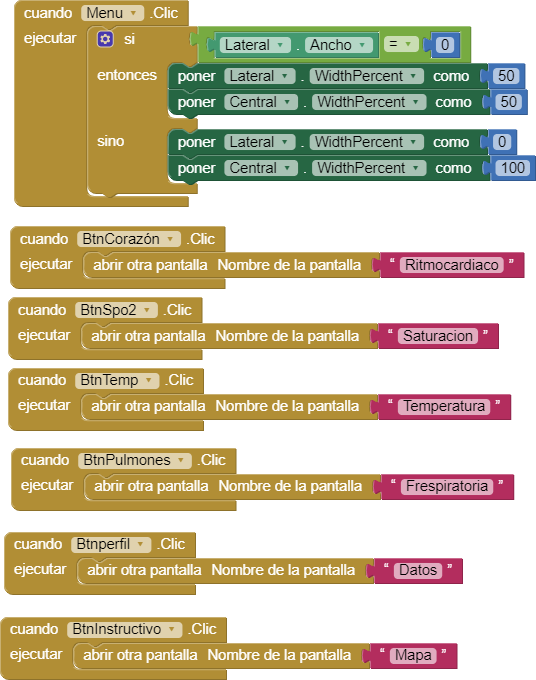 cuando Menu .Clic
ejecutar si Lateral . Ancho = 0
entonces poner Lateral . WidthPercent como 50
poner Central . WidthPercent como 50
sino poner Lateral . WidthPercent como 0
poner Central . WidthPercent como 100
cuando BtnCorazón .Clic
ejecutar abrir otra pantalla Nombre de la pantalla “ Ritmocardiaco ”
cuando BtnSpo2 .Clic
ejecutar abrir otra pantalla Nombre de la pantalla “ Saturacion ”
cuando BtnTemp .Clic
ejecutar abrir otra pantalla Nombre de la pantalla “ Temperatura ”
cuando BtnPulmones .Clic
ejecutar abrir otra pantalla Nombre de la pantalla “ Frespiratoria ”
cuando Btnperfil .Clic
ejecutar abrir otra pantalla Nombre de la pantalla “ Datos ”
cuando BtnInstructivo .Clic
ejecutar abrir otra pantalla Nombre de la pantalla “ Mapa ”